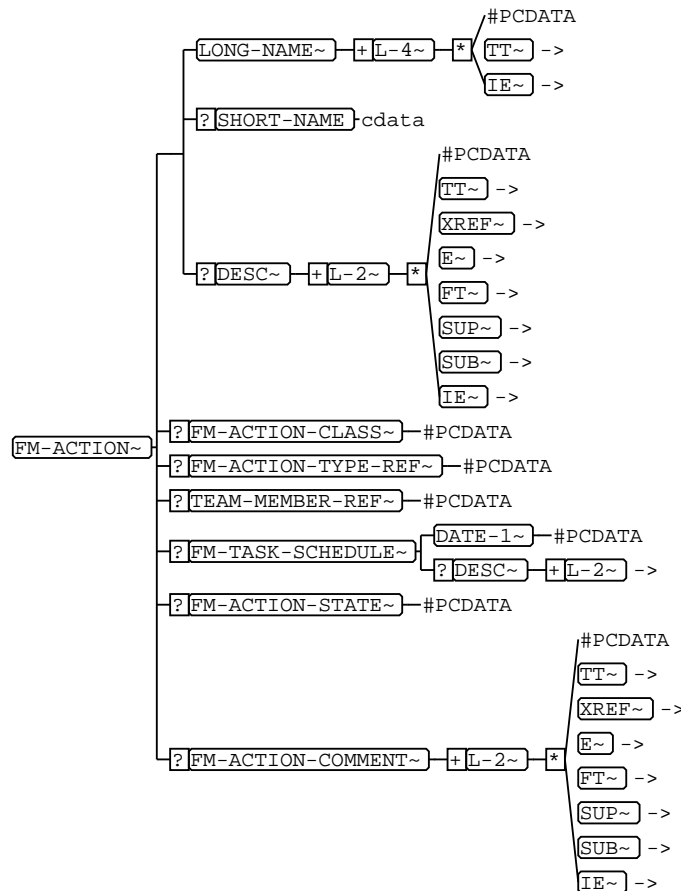 #PCDATA
LONG-NAME~ + L-4~ * TT~ ->
IE~ ->
? SHORT-NAME cdata
#PCDATA
TT~ ->
XREF~ ->
E~ ->
? DESC~ + L-2~ *
FT~ ->
SUP~ ->
SUB~ ->
IE~ ->
? FM-ACTION-CLASS~ #PCDATA
FM-ACTION~
? FM-ACTION-TYPE-REF~ #PCDATA
? TEAM-MEMBER-REF~ #PCDATA
DATE-1~ #PCDATA
? FM-TASK-SCHEDULE~
? DESC~ + L-2~ ->
? FM-ACTION-STATE~ #PCDATA
#PCDATA
TT~ ->
XREF~ ->
E~ ->
? FM-ACTION-COMMENT~ + L-2~ *
FT~ ->
SUP~ ->
SUB~ ->
IE~ ->